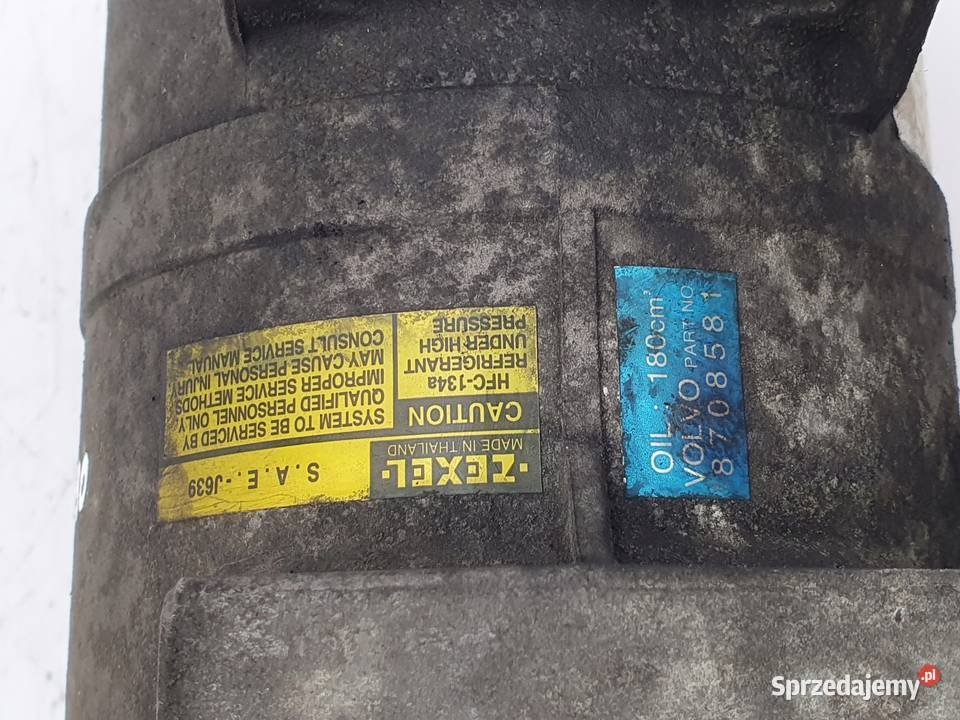 ZEXEL
MADE IN THAILAND
S.A.E.-J639
CAUTION
HFC-134a
REFRIGERANT
UNDER HIGH
PRESSURE
SYSTEM TO BE SERVICED BY
QUALIFIED PERSONNEL ONLY.
IMPROPER SERVICE METHODS
MAY CAUSE PERSONAL INJURY.
CONSULT SERVICE MANUAL.
OIL : 180cm³
VOLVO PART NO.
8708581
Sprzedajemy.pl